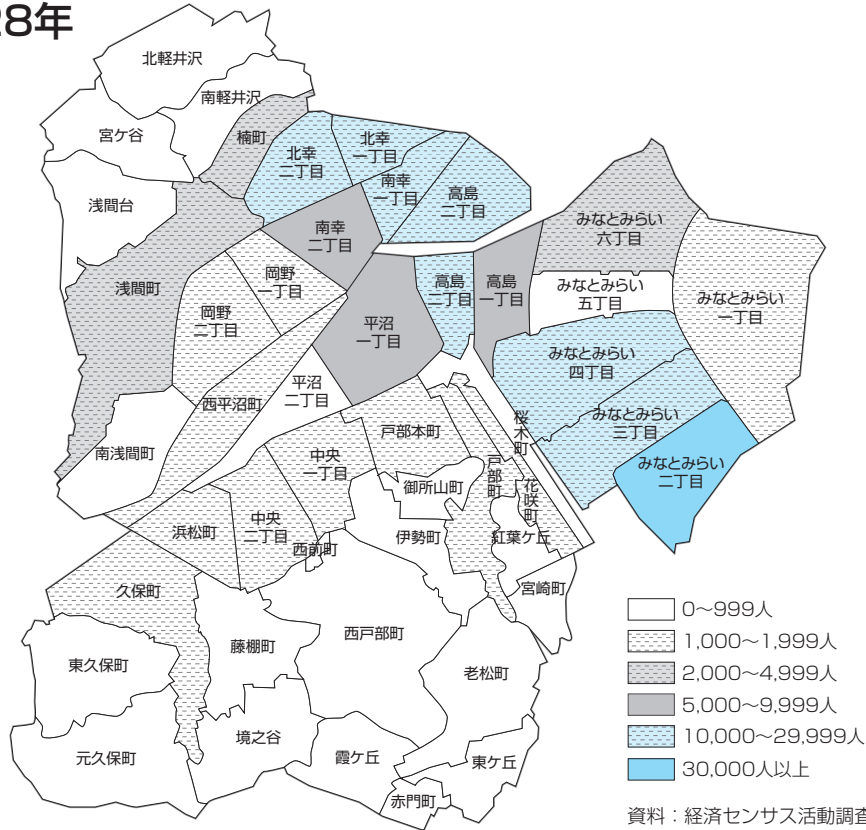 28年
北軽井沢
南軽井沢
宮ケ谷
楠町
北幸
二丁目
北幸
一丁目
南幸
一丁目
高島
二丁目
浅間台
南幸
二丁目
みなとみらい
六丁目
浅間町
岡野
一丁目
岡野
二丁目
高島
二丁目
高島
一丁目
みなとみらい
五丁目
みなとみらい
一丁目
平沼
一丁目
みなとみらい
四丁目
西平沼町
平沼
二丁目
みなとみらい
三丁目
桜木町
戸部本町
南浅間町
中央
一丁目
戸部町
みなとみらい
二丁目
御所山町
花咲町
浜松町
中央
二丁目
西前町
伊勢町
紅葉ケ丘
久保町
宮崎町
藤棚町
西戸部町
東久保町
老松町
元久保町
境之谷
霞ケ丘
東ケ丘
赤門町
0〜999人
1,000〜1,999人
2,000〜4,999人
5,000〜9,999人
10,000〜29,999人
30,000人以上
資料：経済センサス活動調査